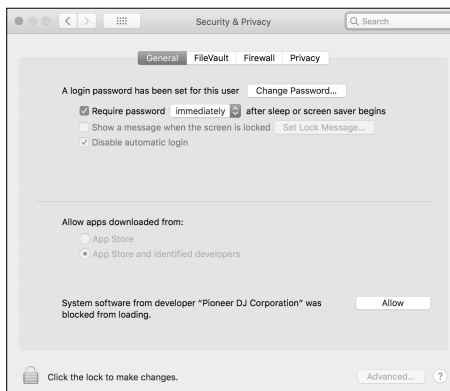 Security & Privacy
Search
General FileVault Firewall Privacy
A login password has been set for this user Change Password...
Require password immediately after sleep or screen saver begins
Show a message when the screen is locked Set Lock Message...
Disable automatic login
Allow apps downloaded from:
App Store
App Store and identified developers
System software from developer “Pioneer DJ Corporation” was Allow
blocked from loading.
Click the lock to make changes. Advanced... ?